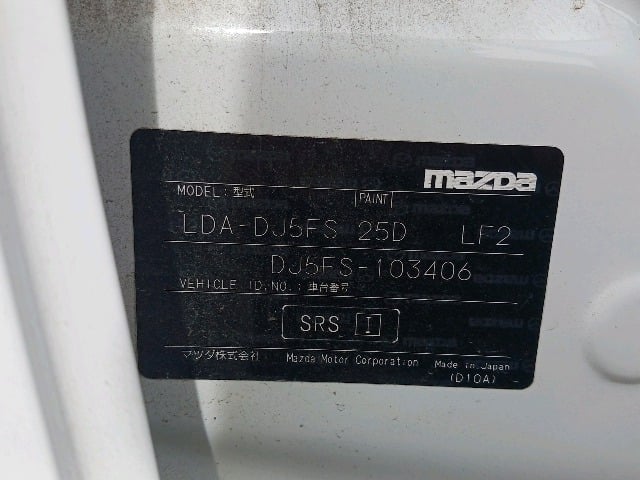 mazda
MODEL : 型式 PAINT
LDA-DJ5FS 25D LF2
DJ5FS-103406
VEHICLE ID.NO.: 車台番号
SRS I
マツダ株式会社 Mazda Motor Corporation Made in Japan
(D10A)